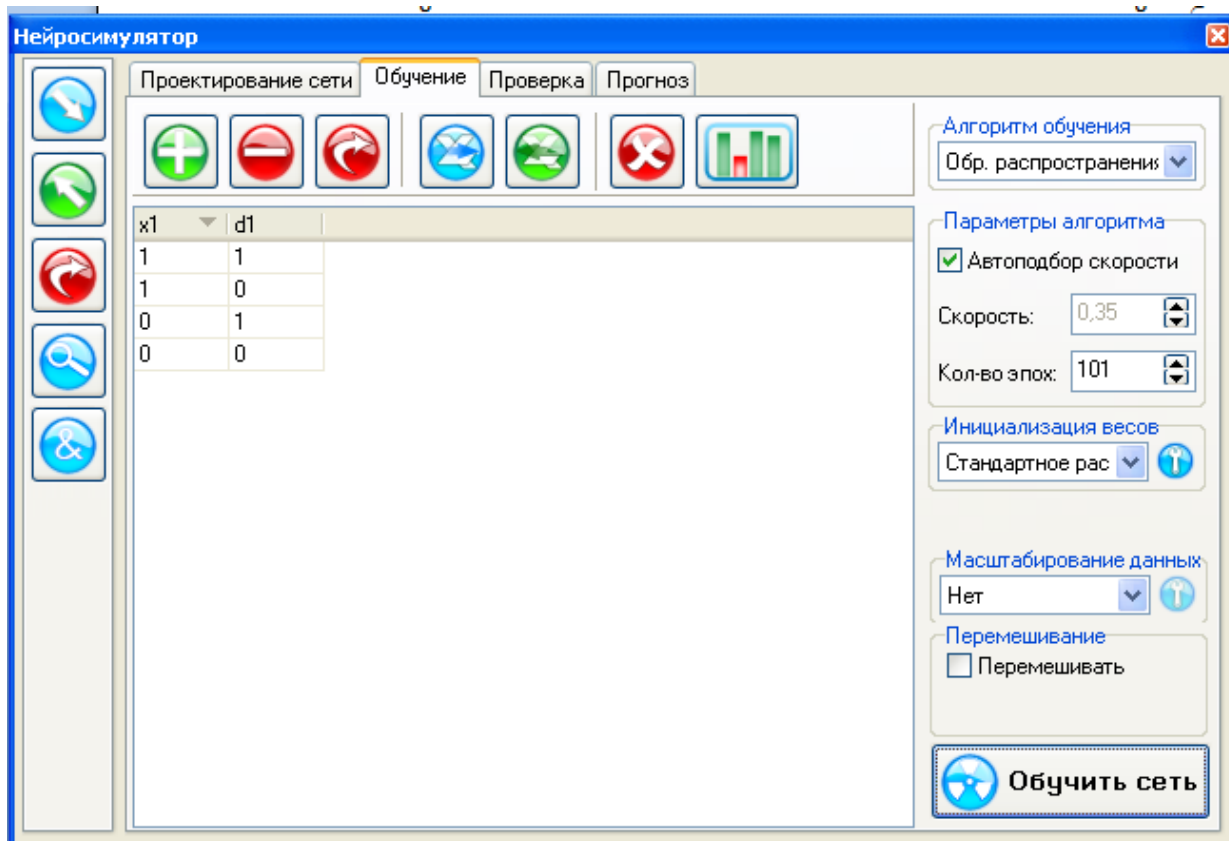 Нейросимулятор
Проектирование сети Обучение Проверка Прогноз
x1 d1
1 1
1 0
0 1
0 0
Алгоритм обучения
Обр. распространения
Параметры алгоритма
Автоподбор скорости
Скорость: 0,35
Кол-во эпох: 101
Инициализация весов
Стандартное рас
Масштабирование данных
Нет
Перемешивание
Перемешивать
Обучить сеть
&